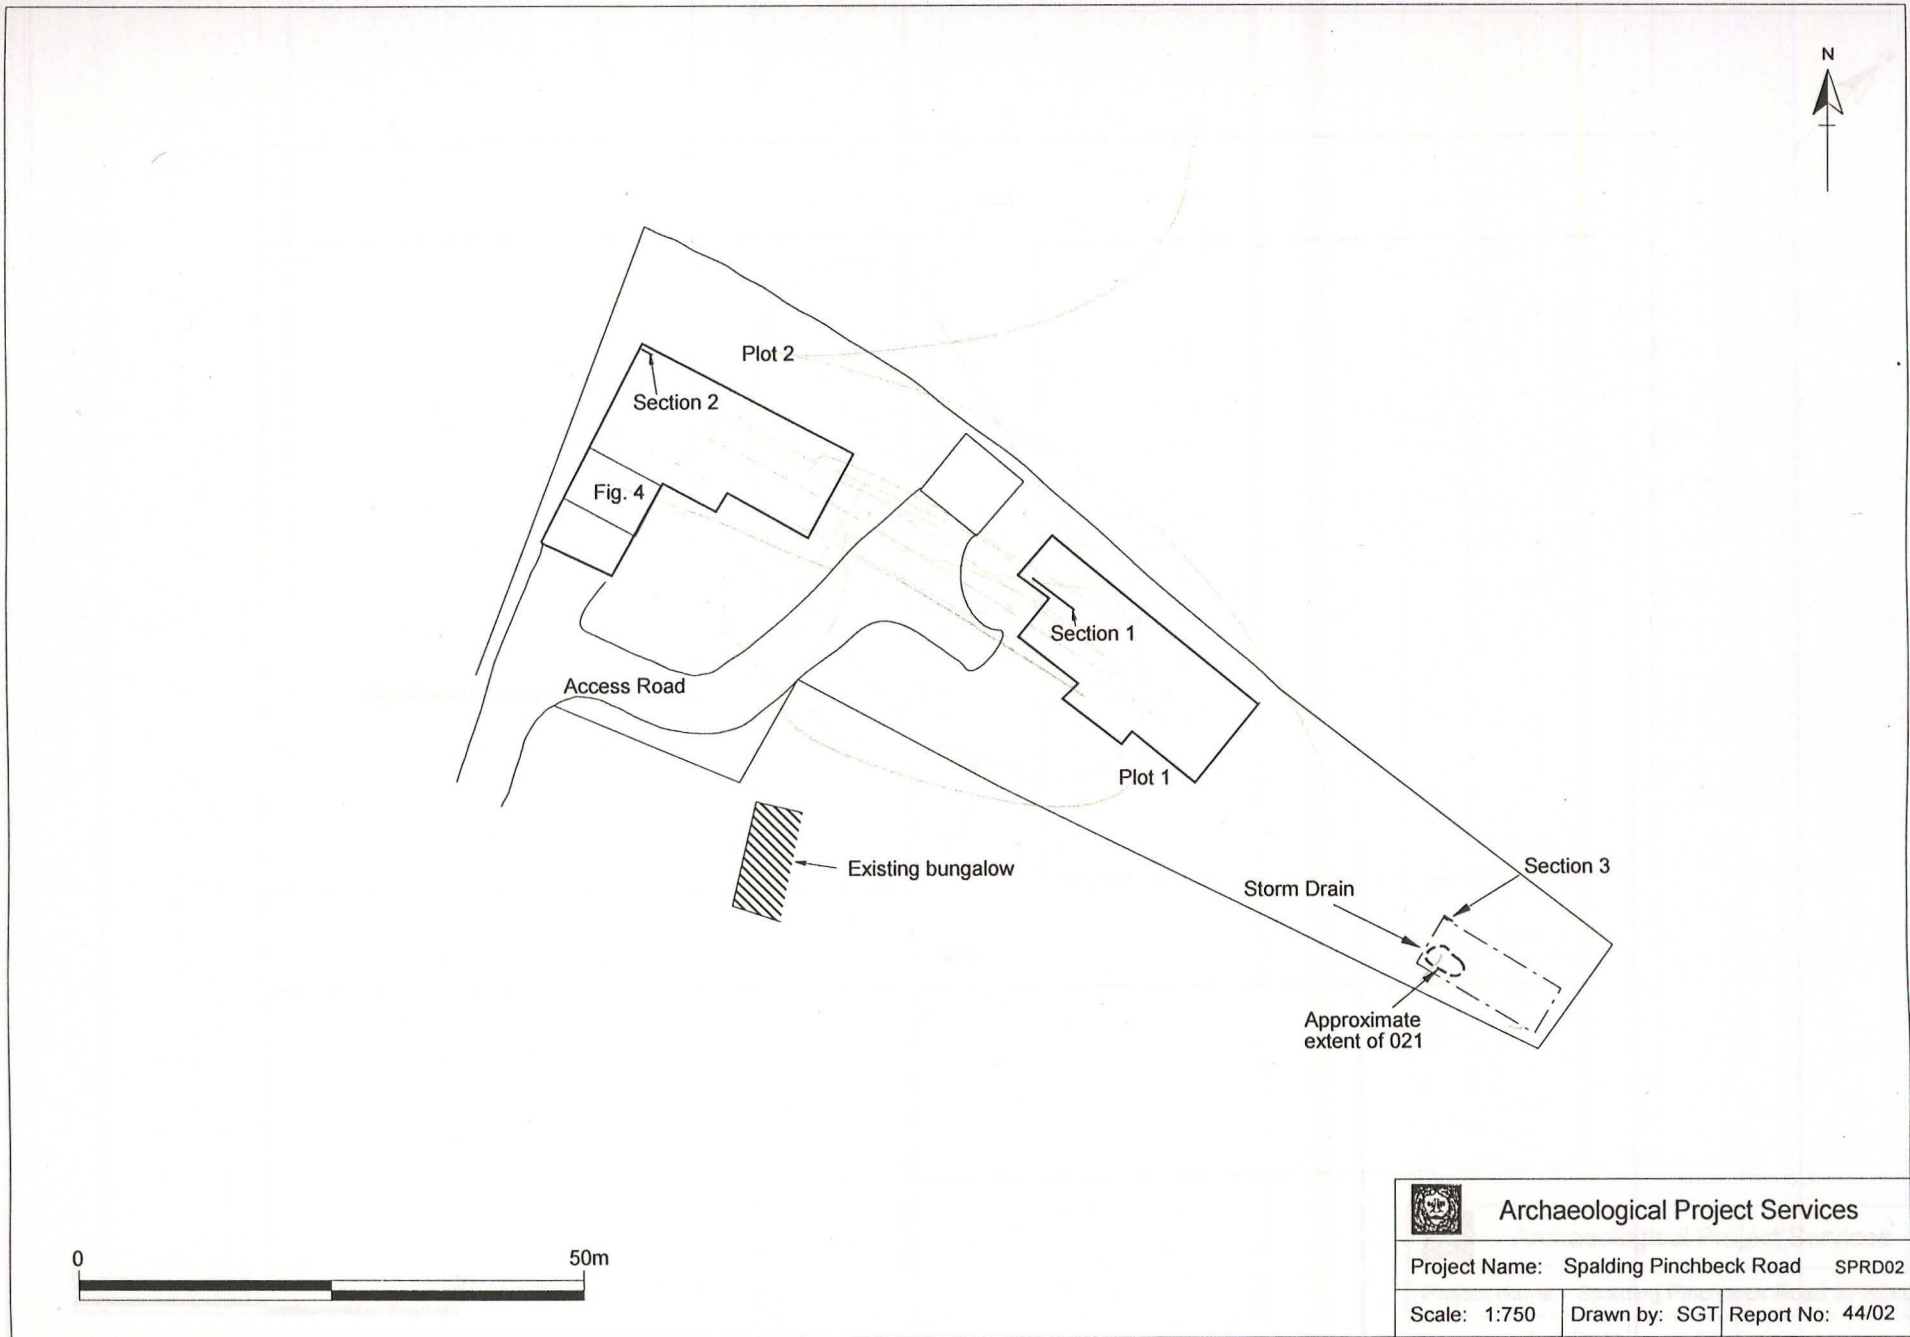 N
Plot 2
Section 2
Fig. 4
Section 1
Access Road
Plot 1
Existing bungalow
Section 3
Storm Drain
Approximate
extent of 021
0 50m
Archaeological Project Services
Project Name: Spalding Pinchbeck Road SPRD02
Scale: 1:750 Drawn by: SGT Report No: 44/02